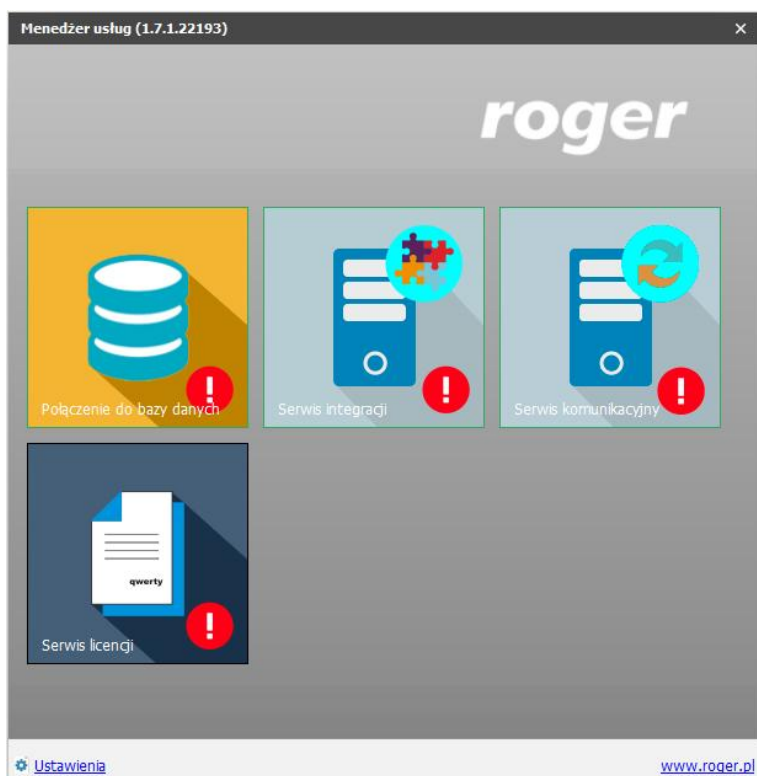 Menedżer usług (1.7.1.22193)
roger
Połączenie do bazy danych
Serwis integracji
Serwis komunikacyjny
qwerty
Serwis licencji
Ustawienia
www.roger.pl